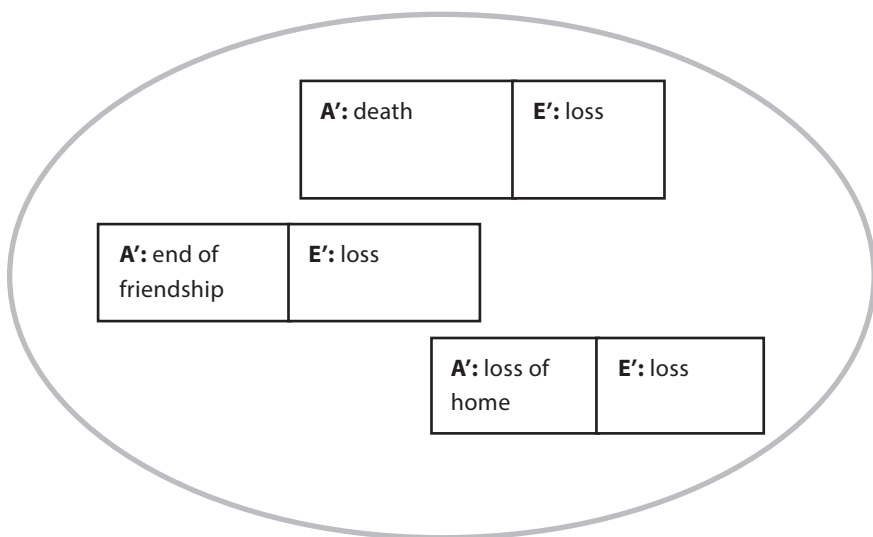 A′: death
E′: loss
A′: end of
friendship
E′: loss
A′: loss of
home
E′: loss